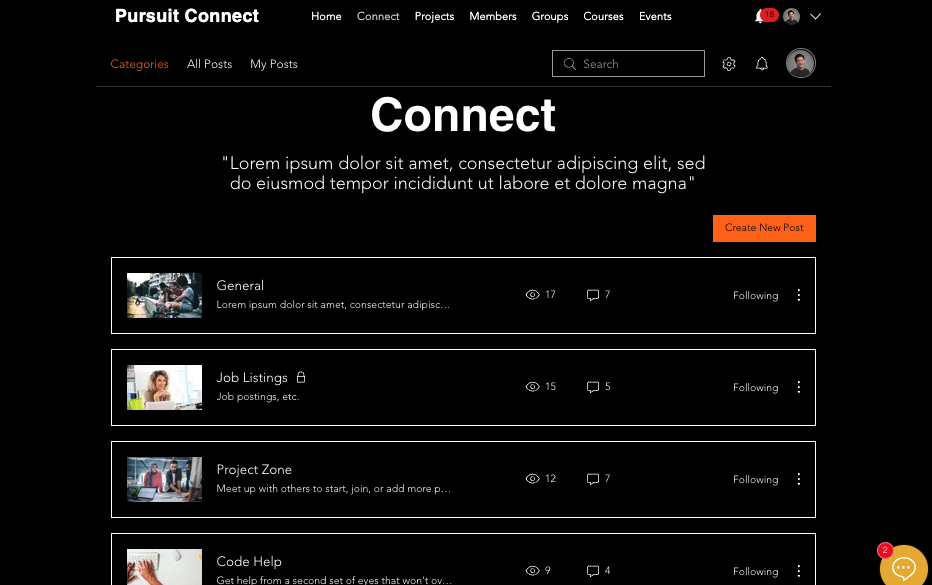 Pursuit Connect
Home Connect Projects Members Groups Courses Events
15
Categories All Posts My Posts
Search
Connect
"Lorem ipsum dolor sit amet, consectetur adipiscing elit, sed
do eiusmod tempor incididunt ut labore et dolore magna"
Create New Post
General
Lorem ipsum dolor sit amet, consectetur adipisc…
17 7 Following
Job Listings
Job postings, etc.
15 5 Following
Project Zone
Meet up with others to start, join, or add more p…
12 7 Following
Code Help
Get help from a second set of eyes that won't ov…
9 4 Following
2